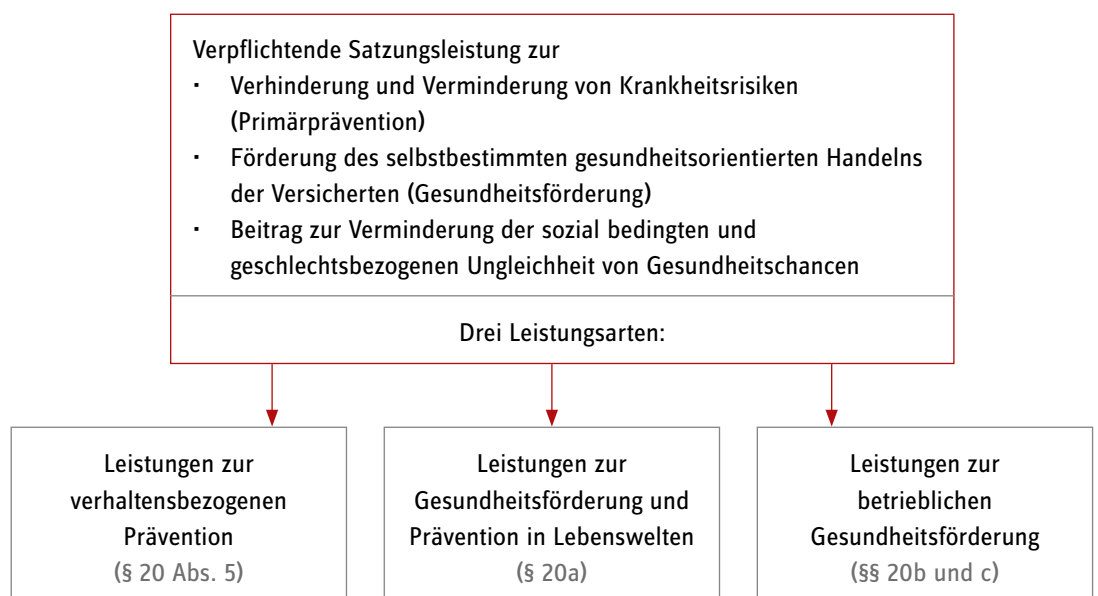 Verpflichtende Satzungsleistung zur
· Verhinderung und Verminderung von Krankheitsrisiken
(Primärprävention)
· Förderung des selbstbestimmten gesundheitsorientierten Handelns
der Versicherten (Gesundheitsförderung)
· Beitrag zur Verminderung der sozial bedingten und
geschlechtsbezogenen Ungleichheit von Gesundheitschancen
Drei Leistungsarten:
Leistungen zur
verhaltensbezogenen
Prävention
(§ 20 Abs. 5)
Leistungen zur
Gesundheitsförderung und
Prävention in Lebenswelten
(§ 20a)
Leistungen zur
betrieblichen
Gesundheitsförderung
(§§ 20b und c)